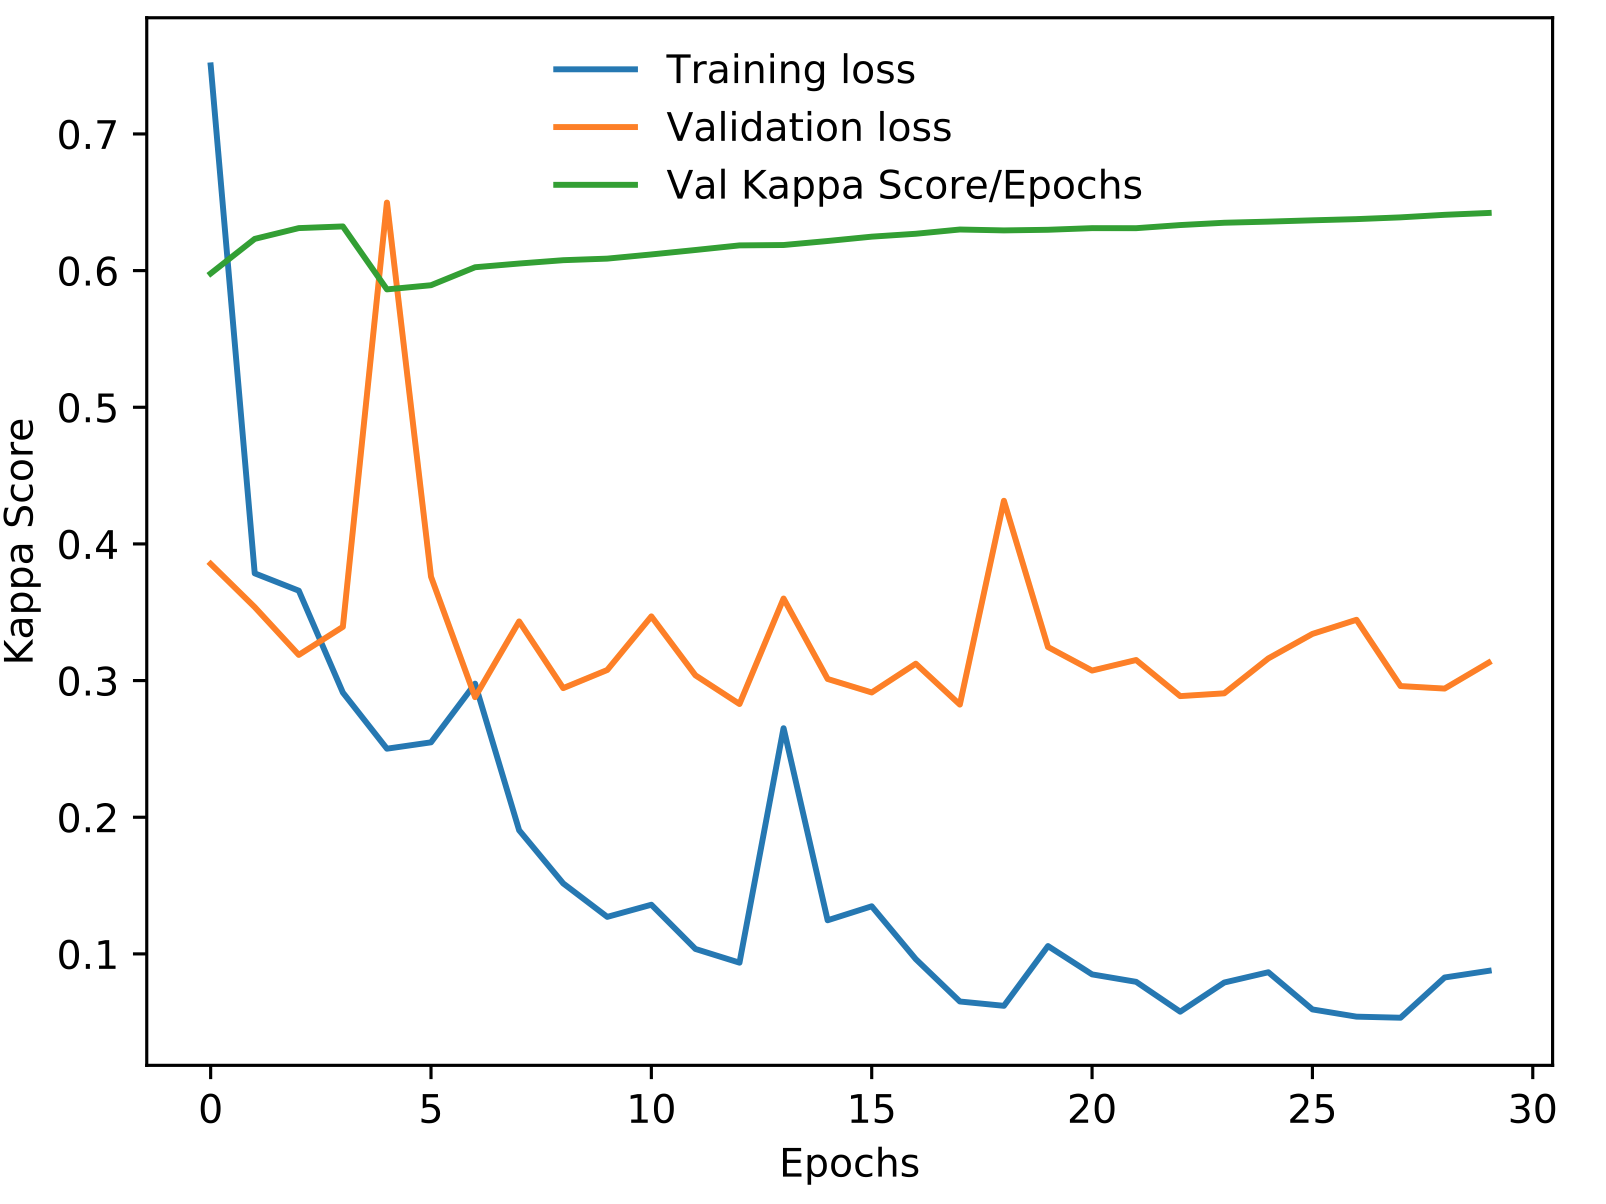 Training loss
Validation loss
Val Kappa Score/Epochs
0.7
0.6
0.5
0.4
0.3
0.2
0.1
Kappa Score
0 5 10 15 20 25 30
Epochs